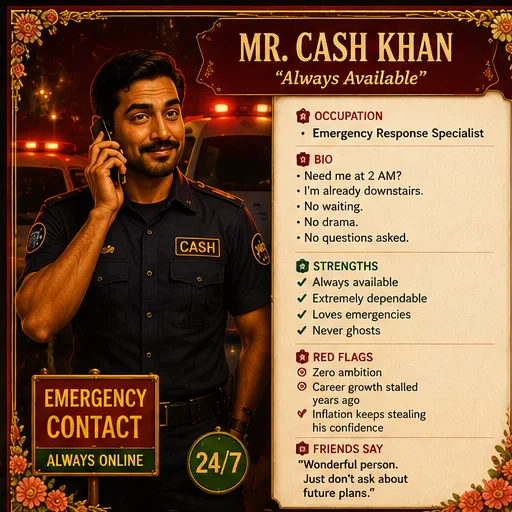 MR. CASH KHAN
"Always Available"
CASH
OCCUPATION
• Emergency Response Specialist
BIO
• Need me at 2 AM?
• I'm already downstairs.
• No waiting.
• No drama.
• No questions asked.
STRENGTHS
✓ Always available
✓ Extremely dependable
✓ Loves emergencies
✓ Never ghosts
RED FLAGS
Zero ambition
Career growth stalled
years ago
Inflation keeps stealing
his confidence
FRIENDS SAY
"Wonderful person.
Just don't ask about
future plans."
EMERGENCY
CONTACT
ALWAYS ONLINE
24/7